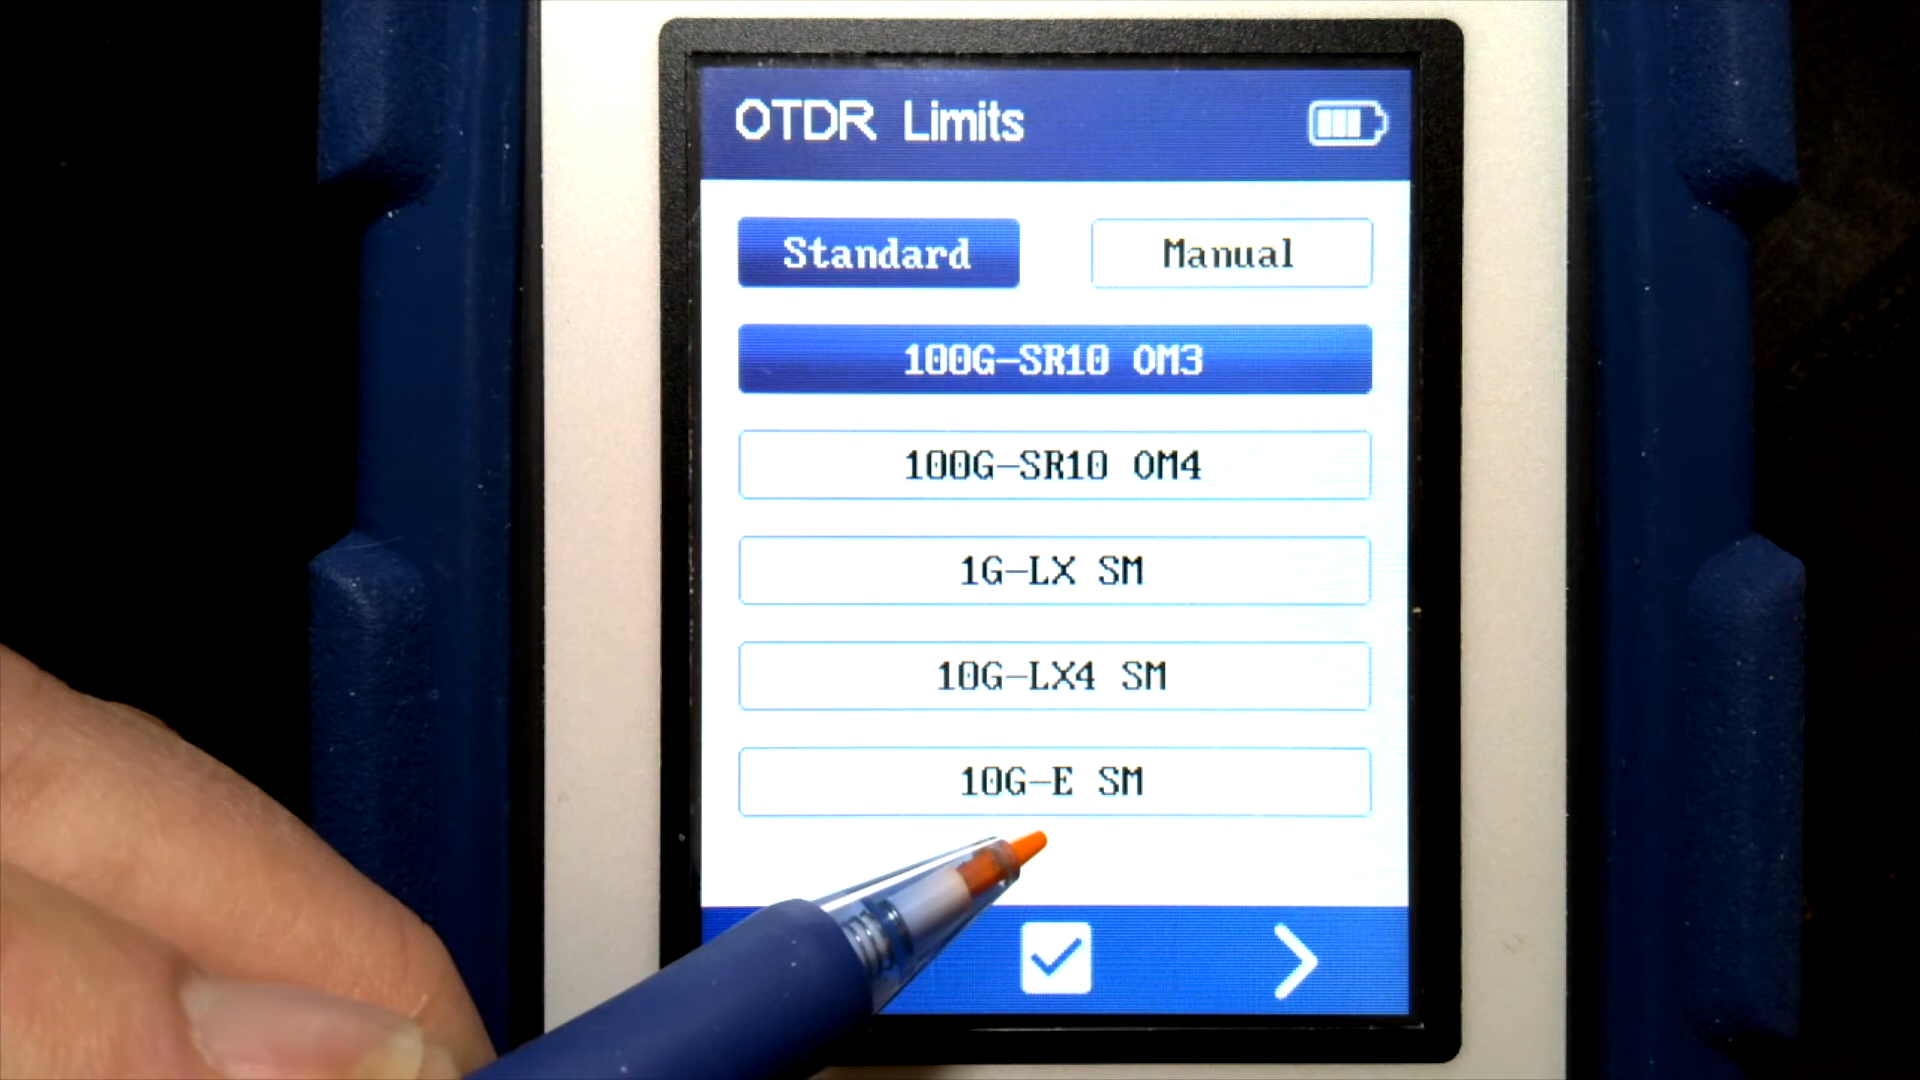 OTDR Limits
Standard Manual
100G-SR10 OM3
100G-SR10 OM4
1G-LX SM
10G-LX4 SM
10G-E SM